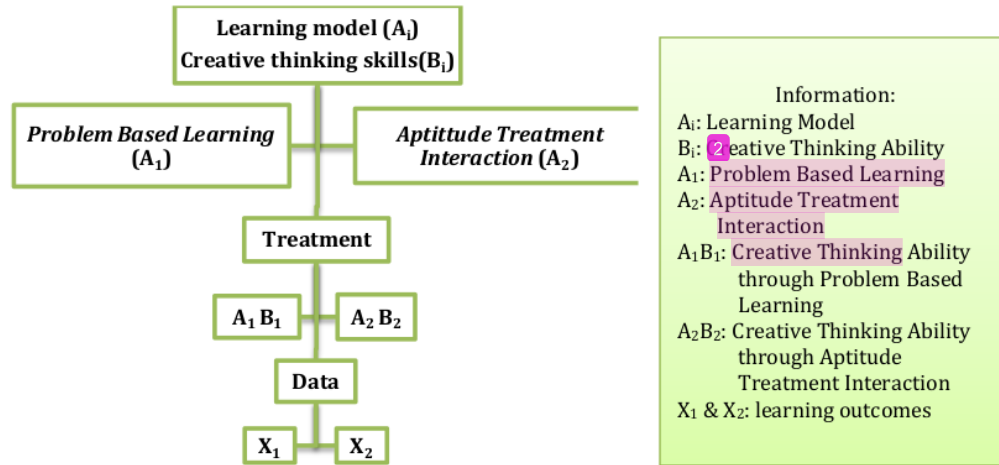 Learning model (Aᵢ)
Creative thinking skills(Bᵢ)
Problem Based Learning
(A₁)
Aptittude Treatment
Interaction (A₂)
Treatment
A₁ B₁
A₂ B₂
Data
X₁
X₂
Information:
Aᵢ: Learning Model
Bᵢ: 2 eative Thinking Ability
A₁: Problem Based Learning
A₂: Aptitude Treatment
Interaction
A₁B₁: Creative Thinking Ability
through Problem Based
Learning
A₂B₂: Creative Thinking Ability
through Aptitude
Treatment Interaction
X₁ & X₂: learning outcomes